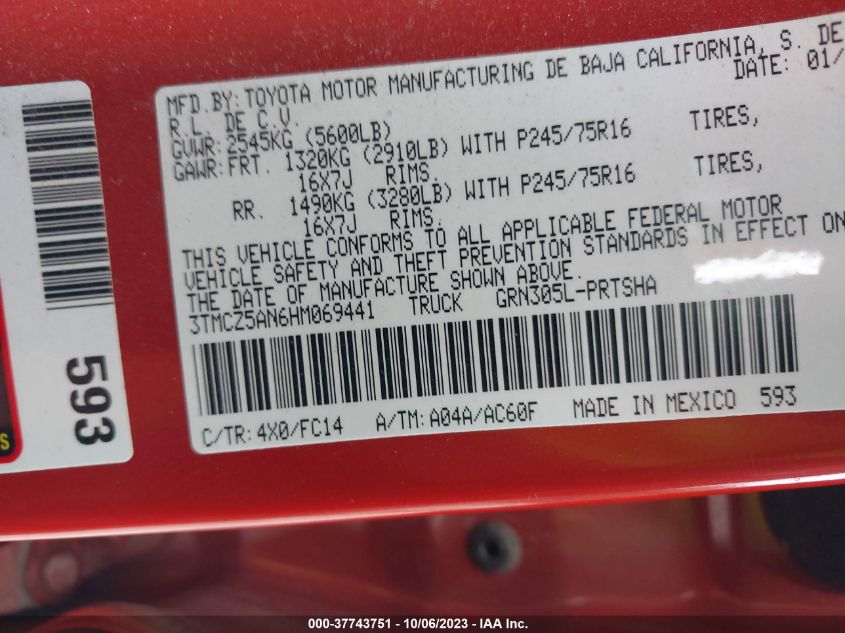 MFD.BY:TOYOTA MOTOR MANUFACTURING DE BAJA CALIFORNIA, S. DE
R.L. DE C.V. DATE: 01/
GVWR:2545KG (5600LB)
GAWR:FRT. 1320KG (2910LB) WITH P245/75R16 TIRES,
16X7J RIMS.
RR. 1490KG (3280LB) WITH P245/75R16 TIRES,
16X7J RIMS.
THIS VEHICLE CONFORMS TO ALL APPLICABLE FEDERAL MOTOR
VEHICLE SAFETY AND THEFT PREVENTION STANDARDS IN EFFECT ON
THE DATE OF MANUFACTURE SHOWN ABOVE.
3TMCZ5AN6HM069441 TRUCK GRN305L-PRTSHA
C/TR:4X0/FC14 A/TM:A04A/AC60F MADE IN MEXICO 593
593
S
000-37743751 - 10/06/2023 - IAA Inc.